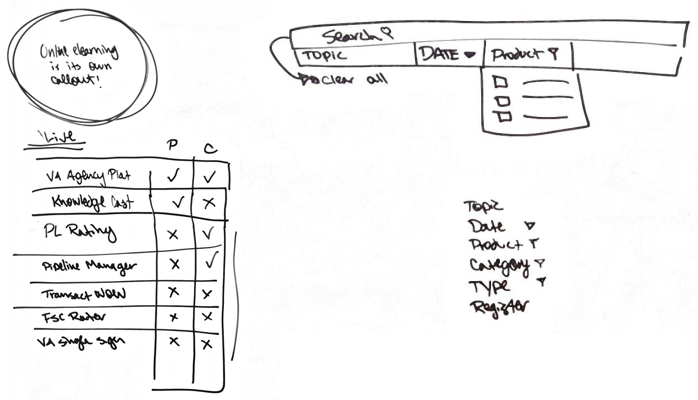 Online elearning
is its own
callout!
Search
TOPIC DATE Product
Clear all
"Live
P C
VA Agency Plat ✓ ✓
Knowledge Cast ✓ x
PL Rating x ✓
Pipeline Manager x ✓
Transact NOW x x
FSC Rater x x
VA single sign x x
Topic
Date
Product
Category
TYPE
Register